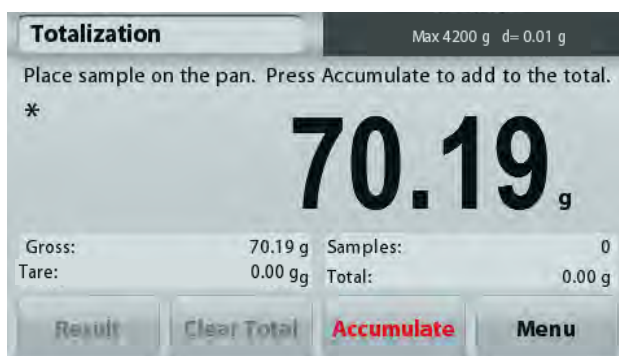 Totalization
Max 4200 g d= 0.01 g
Place sample on the pan. Press Accumulate to add to the total.
*
70.19 g
Gross: 70.19 g Samples: 0
Tare: 0.00 gg Total: 0.00 g
Result Clear Total Accumulate Menu